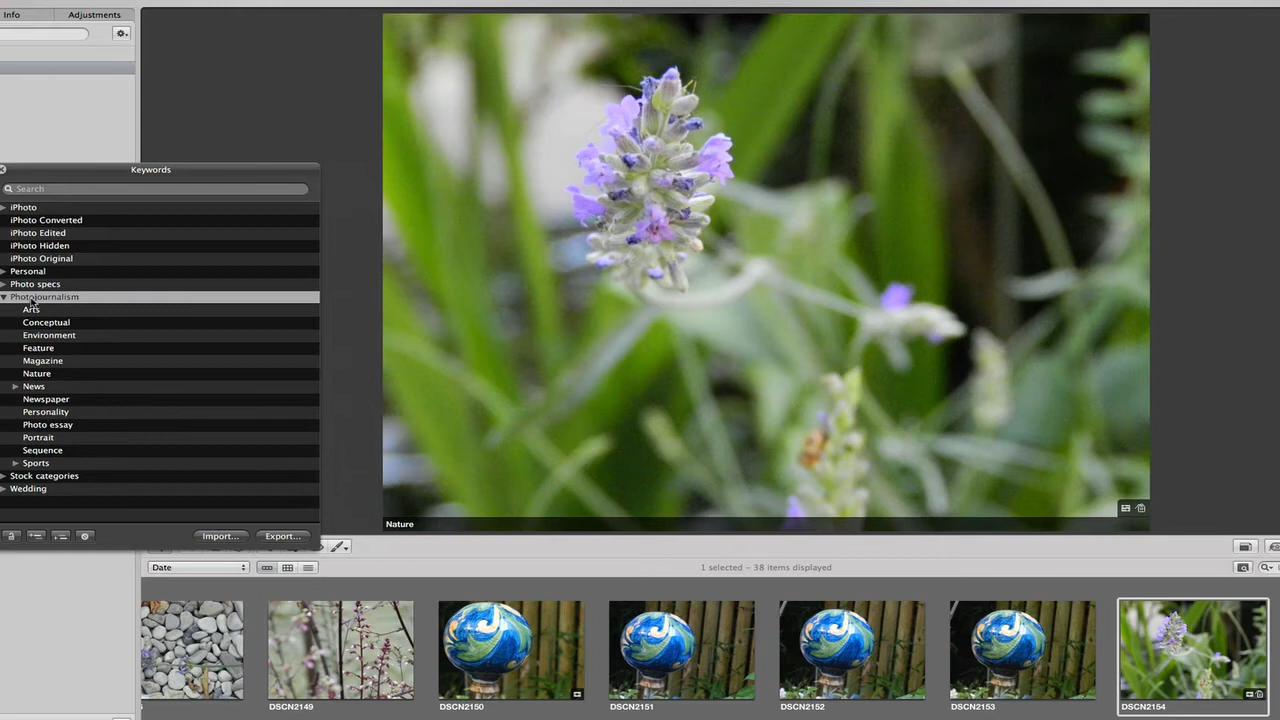 Info
Adjustments
Keywords
Search
iPhoto
iPhoto Converted
iPhoto Edited
iPhoto Hidden
iPhoto Original
Personal
Photo specs
Photojournalism
Arts
Conceptual
Environment
Feature
Magazine
Nature
News
Newspaper
Personality
Photo essay
Portrait
Sequence
Sports
Stock categories
Wedding
Import...
Export...
Nature
Date
1 selected – 38 items displayed
DSCN2149
DSCN2150
DSCN2151
DSCN2152
DSCN2153
DSCN2154